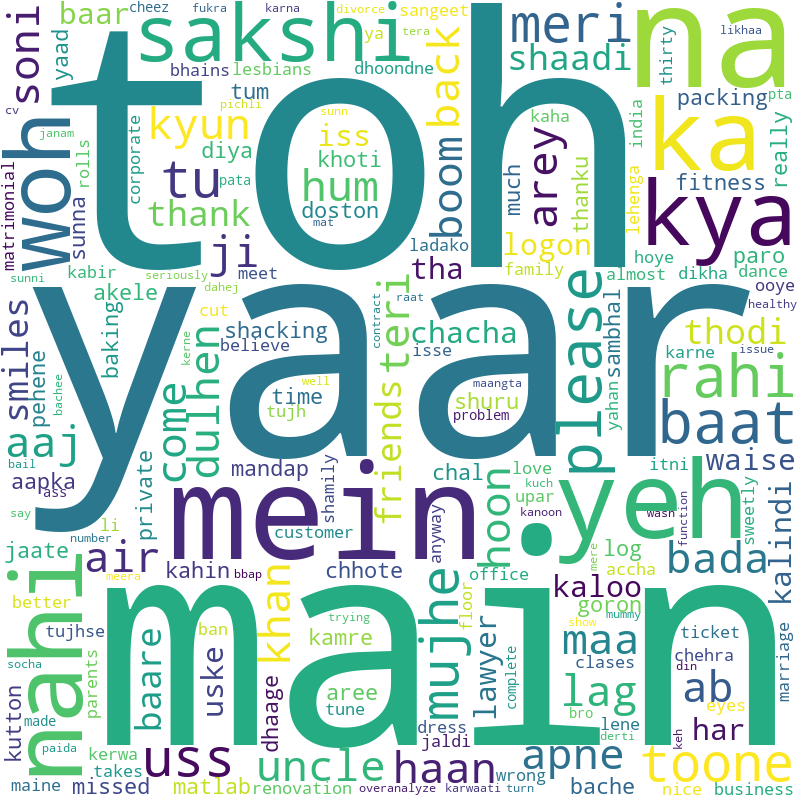 cheez fukra karna divorce ya tera sangeet likhaa
baar sakshi meri na
soni yaad bhains lesbians dhoondne back shaadi thirty
cv pichli sunn tum pta
woh toh kyun iss boom kaha packing ka india really
janam corporate diya khoti arey much
matrimonial rolls tu hum doston thanku lehenga fitness kya
sunna thank mat ladako logon hoye paro
ji meet tha family almost dikha dance
sunni kabir seriously dahej ooye
akele yaar teri healthy
smiles pehene baking cut shacking believe raat contract chacha isse please sambhal thodi karne issue
kerne well maangta yahan rahi
bachee dulhen time tujh friends shuru problem baat
aaj come mandap shamily chal love itni waise
bail aapka ass private mein kuch upar yeh sweetly
say li customer anyway hoon kanoon wash function kalindi
number air log bada
jaate nahi meera kahin bbap chhote office accha
better khan mujhe floor kaloo goron mere mummy marriage
tujhse ban trying main show
socha parents baare uske kamre lawyer complete maa ticket
kutton dhaage aree clases chehra
made tune dress bro lag din ab eyes
paida kerwa uss jaldi lene derti keh har
maine takes uncle haan wrong apne toone
missed matlab renovation overanalyze karwaati turn bache nice business